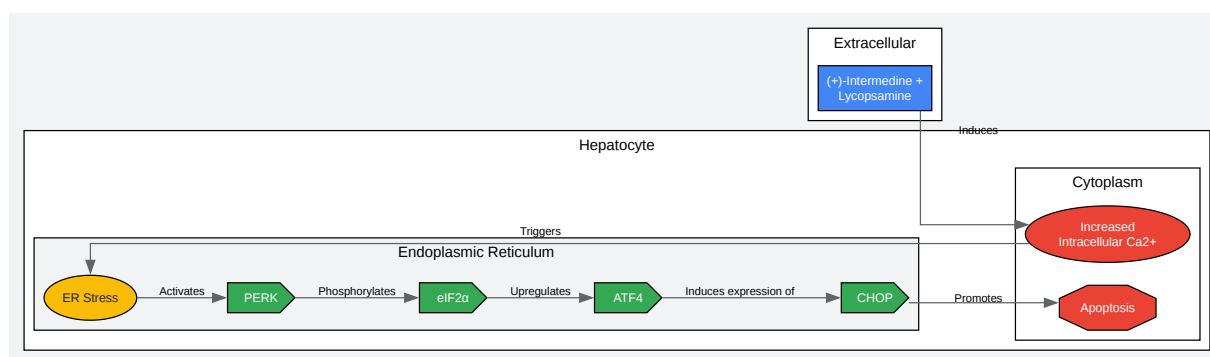 Extracellular
(+)-Intermedine +
Lycopsamine
Induces
Hepatocyte
Cytoplasm
Increased
Intracellular Ca2+
Triggers
Endoplasmic Reticulum
ER Stress
Activates
PERK
Phosphorylates
eIF2α
Upregulates
ATF4
Induces expression of
CHOP
Promotes
Apoptosis